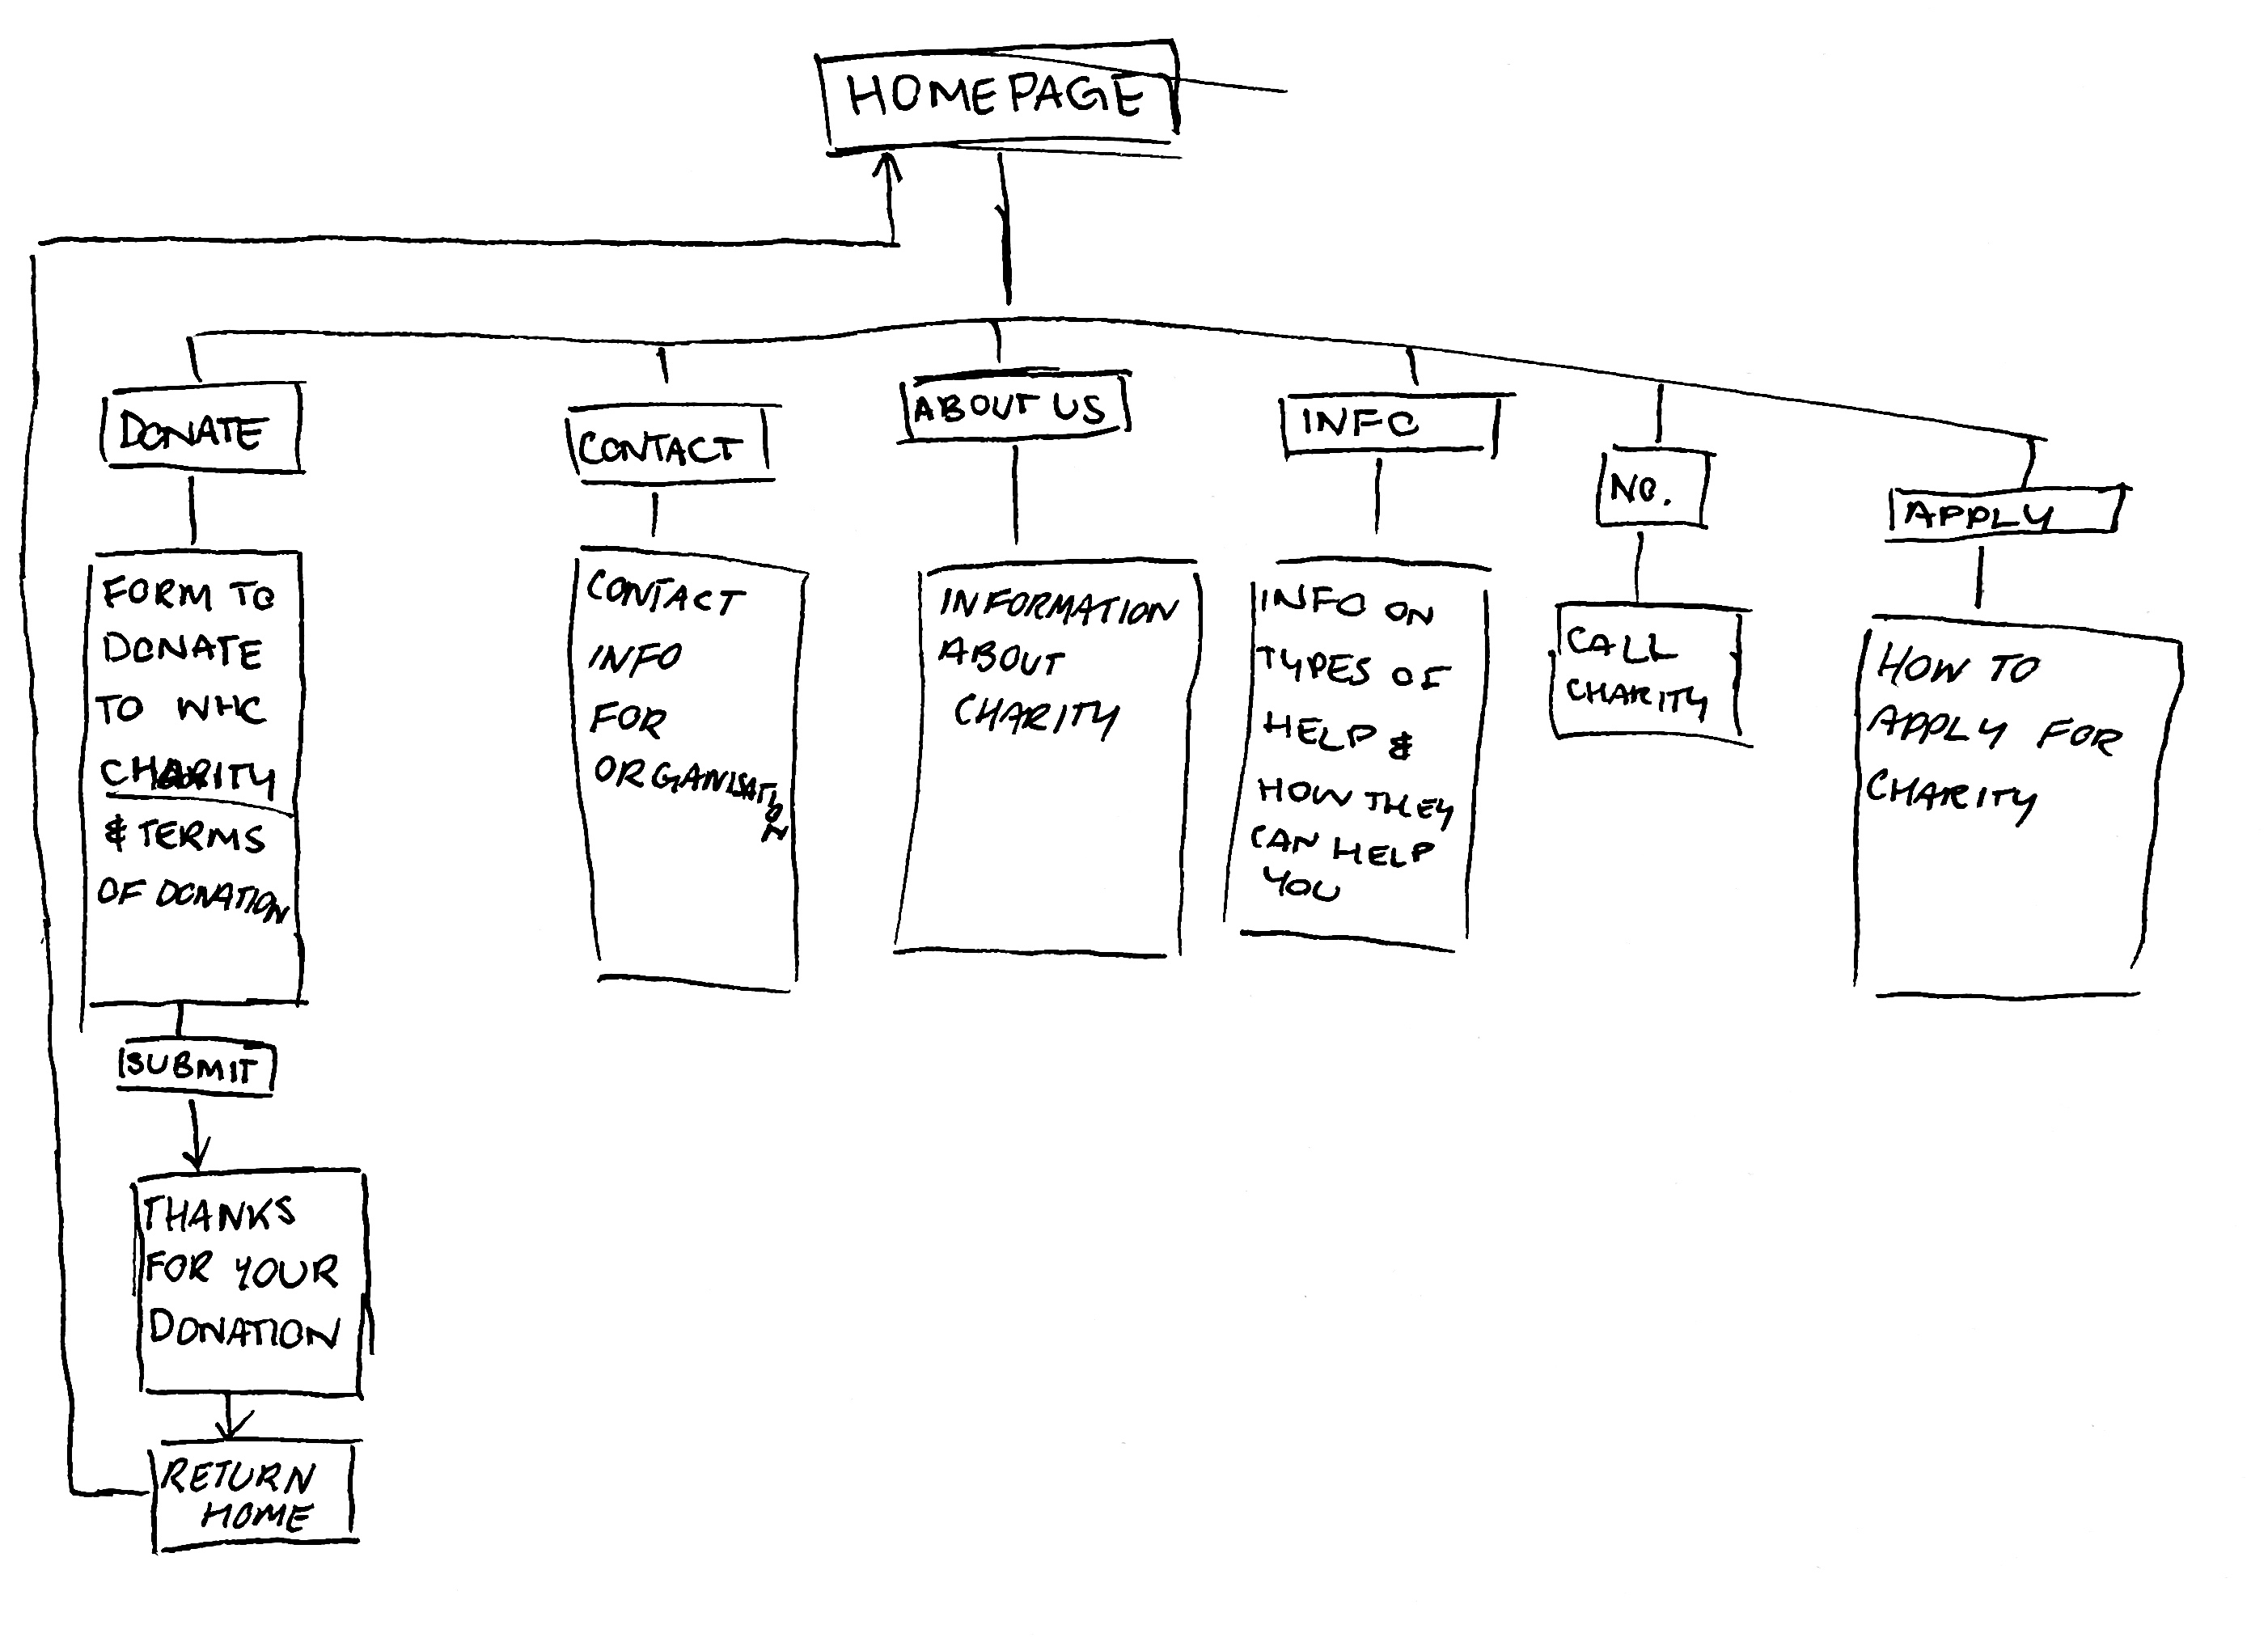 HOMEPAGE
DONATE
CONTACT
ABOUT US
INFO
NO.
APPLY
FORM TO
DONATE
TO WHC
CHARITY
& TERMS
OF DONATION
CONTACT
INFO
FOR
ORGANISATION
INFORMATION
ABOUT
CHARITY
INFO ON
TYPES OF
HELP &
HOW THEY
CAN HELP
YOU
CALL
CHARITY
HOW TO
APPLY FOR
CHARITY
SUBMIT
THANKS
FOR YOUR
DONATION
RETURN
HOME